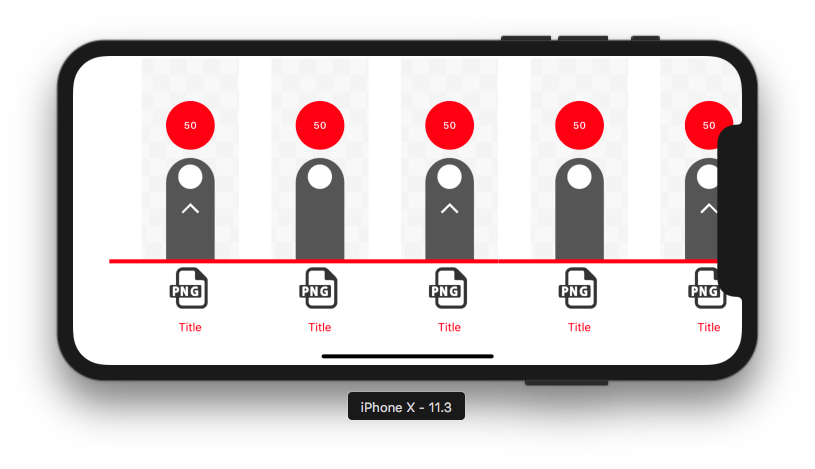 50 50 50 50 50
PNG PNG PNG PNG PNG
Title Title Title Title Title
iPhone X - 11.3